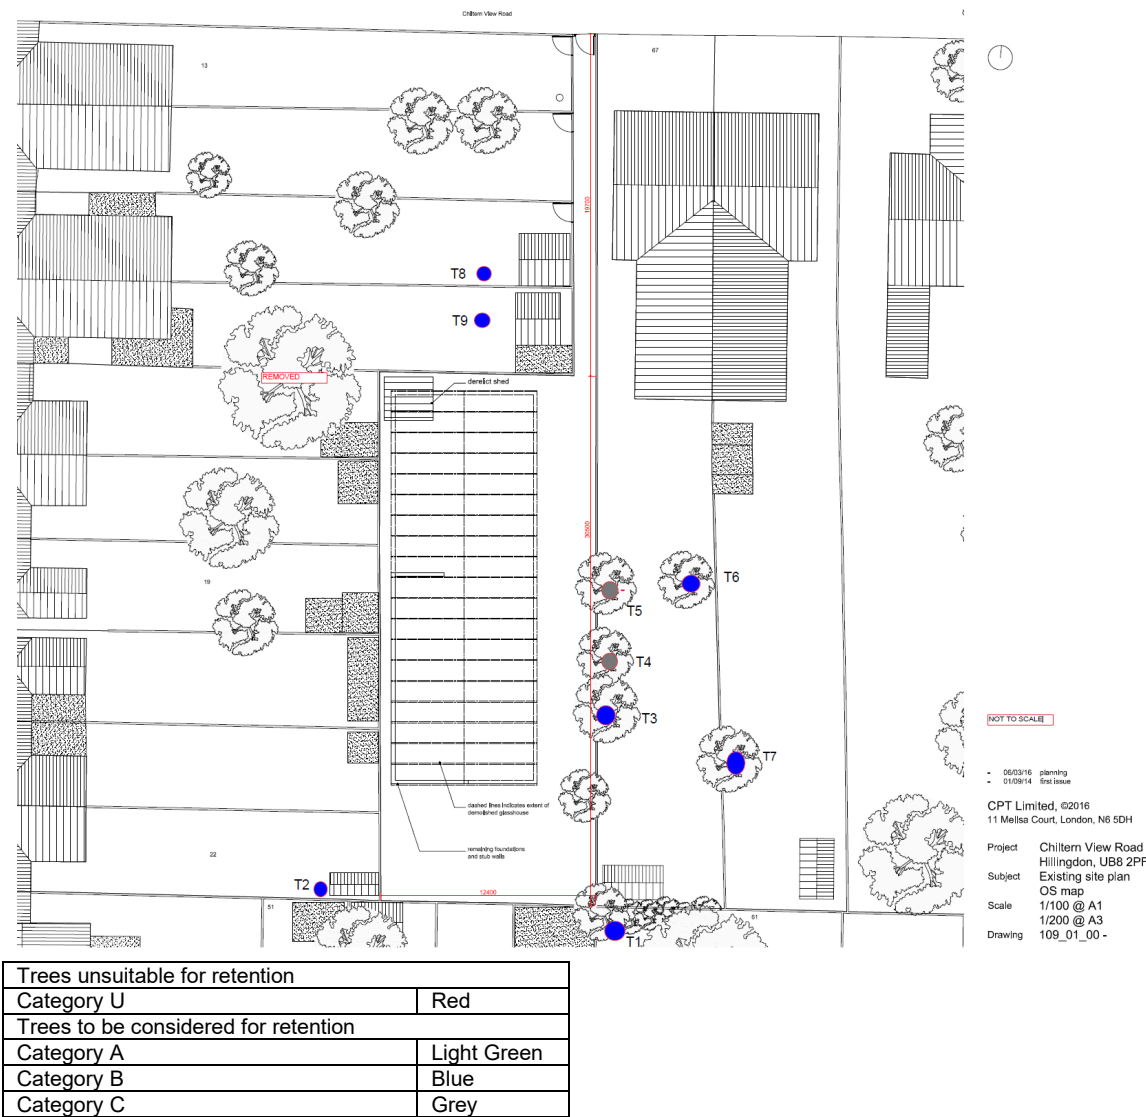 Chiltern View Road
13
67
19700
T8
T9
REMOVED
derelict shed
30500
19
T6
T5
T4
T3
T7
NOT TO SCALE
dashed lines indicates extent of
demolished glasshouse
remaining foundations
and stub walls
22
T2
12400
51
61
T1
- 06/03/16 planning
- 01/09/14 first issue
CPT Limited, ©2016
11 Melisa Court, London, N6 5DH
Project Chiltern View Road
Hillingdon, UB8 2PF
Subject Existing site plan
OS map
Scale 1/100 @ A1
1/200 @ A3
Drawing 109_01_00 -
Trees unsuitable for retention
Category U Red
Trees to be considered for retention
Category A Light Green
Category B Blue
Category C Grey